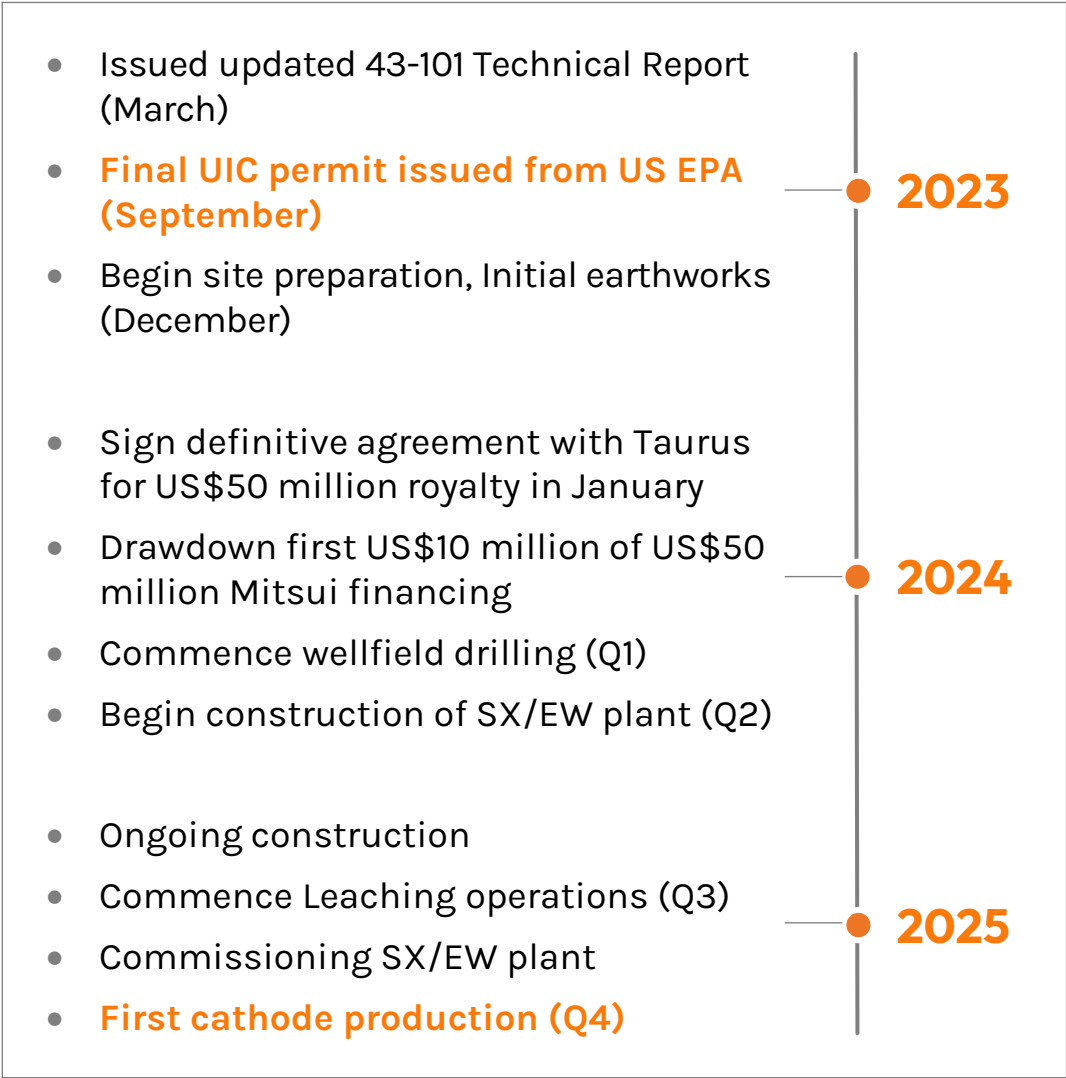 Issued updated 43-101 Technical Report
(March)
Final UIC permit issued from US EPA
(September)
Begin site preparation, Initial earthworks
(December)
2023
Sign definitive agreement with Taurus
for US$50 million royalty in January
Drawdown first US$10 million of US$50
million Mitsui financing
Commence wellfield drilling (Q1)
Begin construction of SX/EW plant (Q2)
2024
Ongoing construction
Commence Leaching operations (Q3)
Commissioning SX/EW plant
First cathode production (Q4)
2025